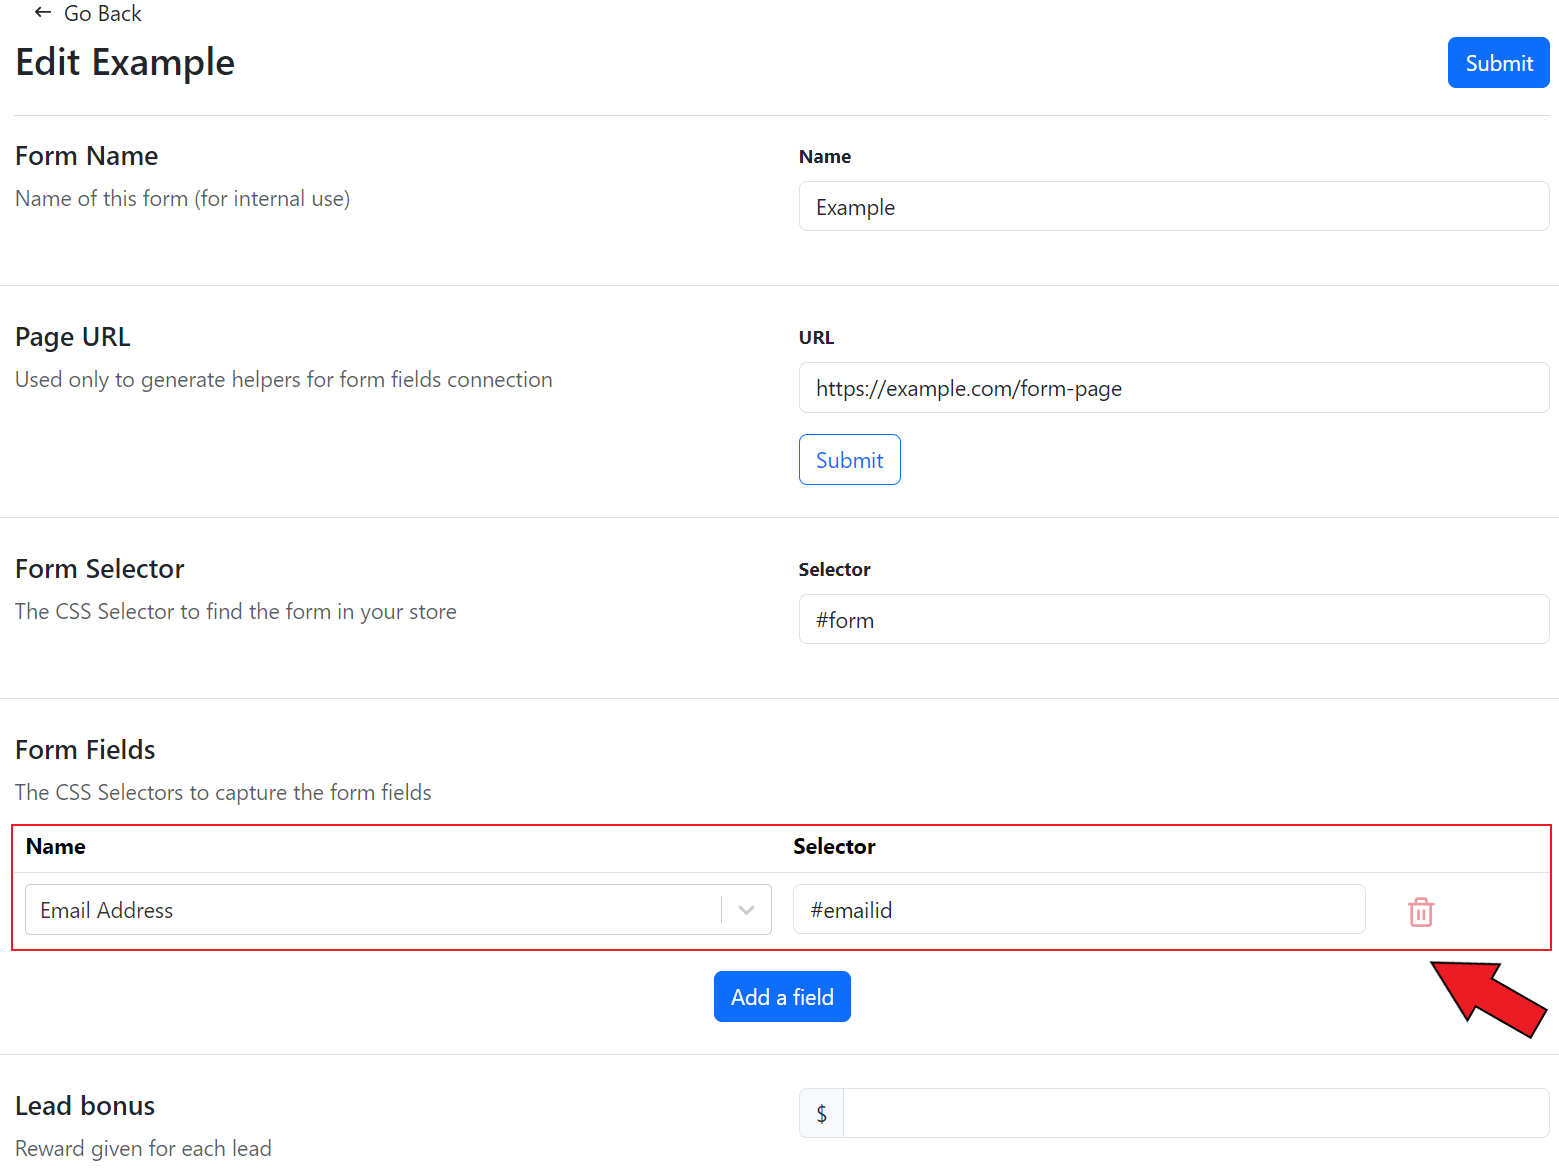 ← Go Back
Edit Example
Submit
Form Name
Name of this form (for internal use)
Name
Example
Page URL
Used only to generate helpers for form fields connection
URL
https://example.com/form-page
Submit
Form Selector
The CSS Selector to find the form in your store
Selector
#form
Form Fields
The CSS Selectors to capture the form fields
Name Selector
Email Address #emailid
Add a field
Lead bonus
Reward given for each lead
$